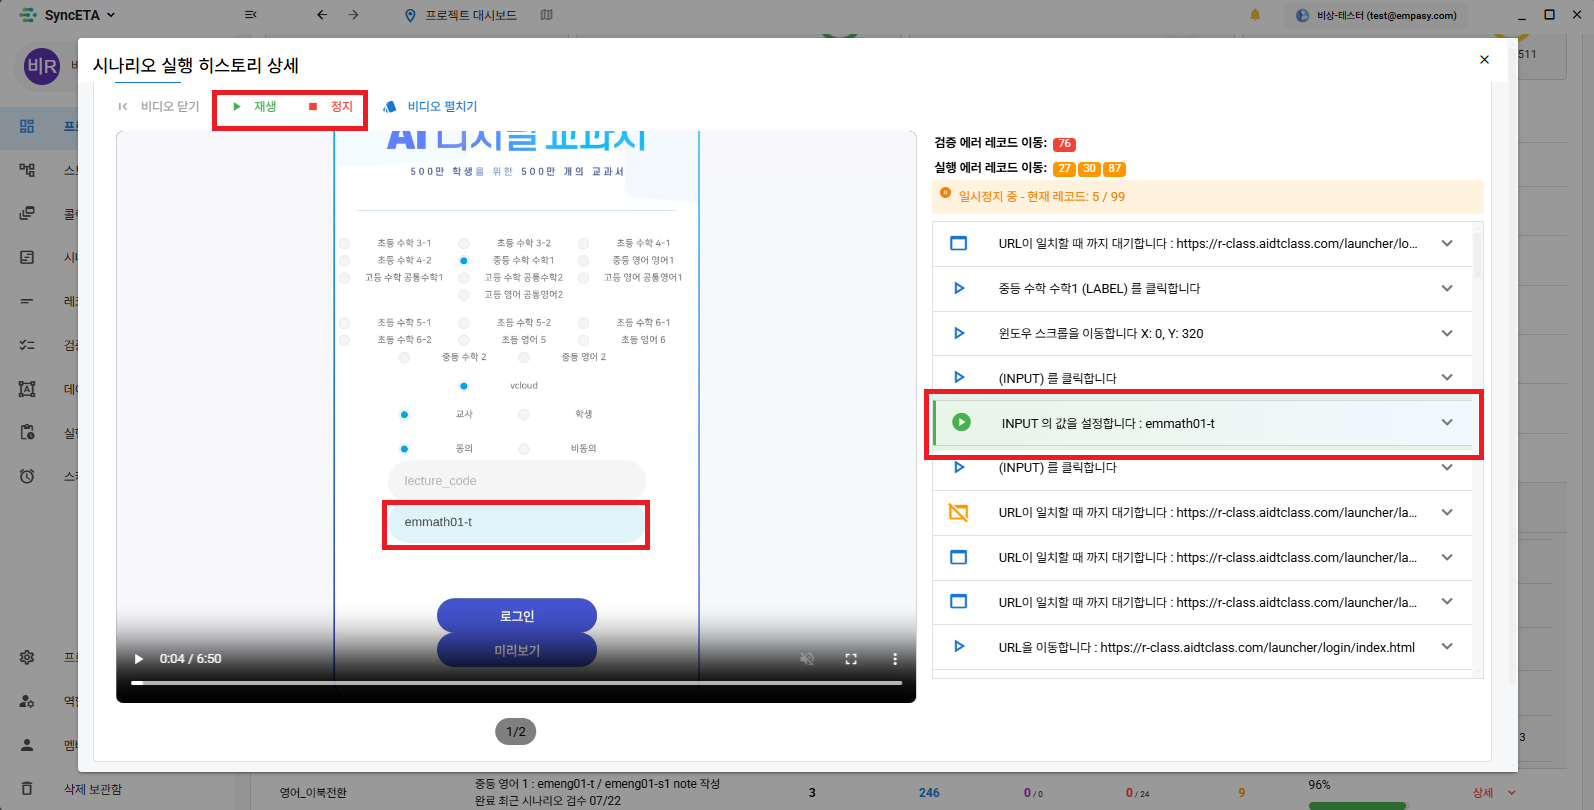 SyncETA
프로젝트 대시보드
비상-테스터 (test@empasy.com)
비R
511
시나리오 실행 히스토리 상세
비디오 닫기
재생
정지
비디오 펼치기
AI 디지털 교과서
500만 학생을 위한 500만 개의 교과서
초등 수학 3-1 초등 수학 3-2 초등 수학 4-1
초등 수학 4-2 중등 수학 수학1 중등 영어 영어1
고등 수학 공통수학1 고등 수학 공통수학2 고등 영어 공통영어1
고등 영어 공통영어2
초등 수학 5-1 초등 수학 5-2 초등 수학 6-1
초등 수학 6-2 초등 영어 5 초등 영어 6
중등 수학 2 중등 영어 2
vcloud
교사 학생
동의 비동의
lecture_code
emmath01-t
로그인
미리보기
0:04 / 6:50
1/2
검증 에러 레코드 이동: 76
실행 에러 레코드 이동: 27 30 87
일시정지 중 - 현재 레코드: 5 / 99
URL이 일치할 때 까지 대기합니다 : https://r-class.aidtclass.com/launcher/lo...
중등 수학 수학1 (LABEL) 를 클릭합니다
윈도우 스크롤을 이동합니다 X: 0, Y: 320
(INPUT) 를 클릭합니다
INPUT 의 값을 설정합니다 : emmath01-t
(INPUT) 를 클릭합니다
URL이 일치할 때 까지 대기합니다 : https://r-class.aidtclass.com/launcher/la...
URL이 일치할 때 까지 대기합니다 : https://r-class.aidtclass.com/launcher/la...
URL이 일치할 때 까지 대기합니다 : https://r-class.aidtclass.com/launcher/la...
URL을 이동합니다 : https://r-class.aidtclass.com/launcher/login/index.html
3
삭제 보관함
영어_이북전환
중등 영어 1 : emeng01-t / emeng01-s1 note 작성
완료 최근 시나리오 검수 07/22
3
246
0 / 0
0 / 24
9
96%
상세